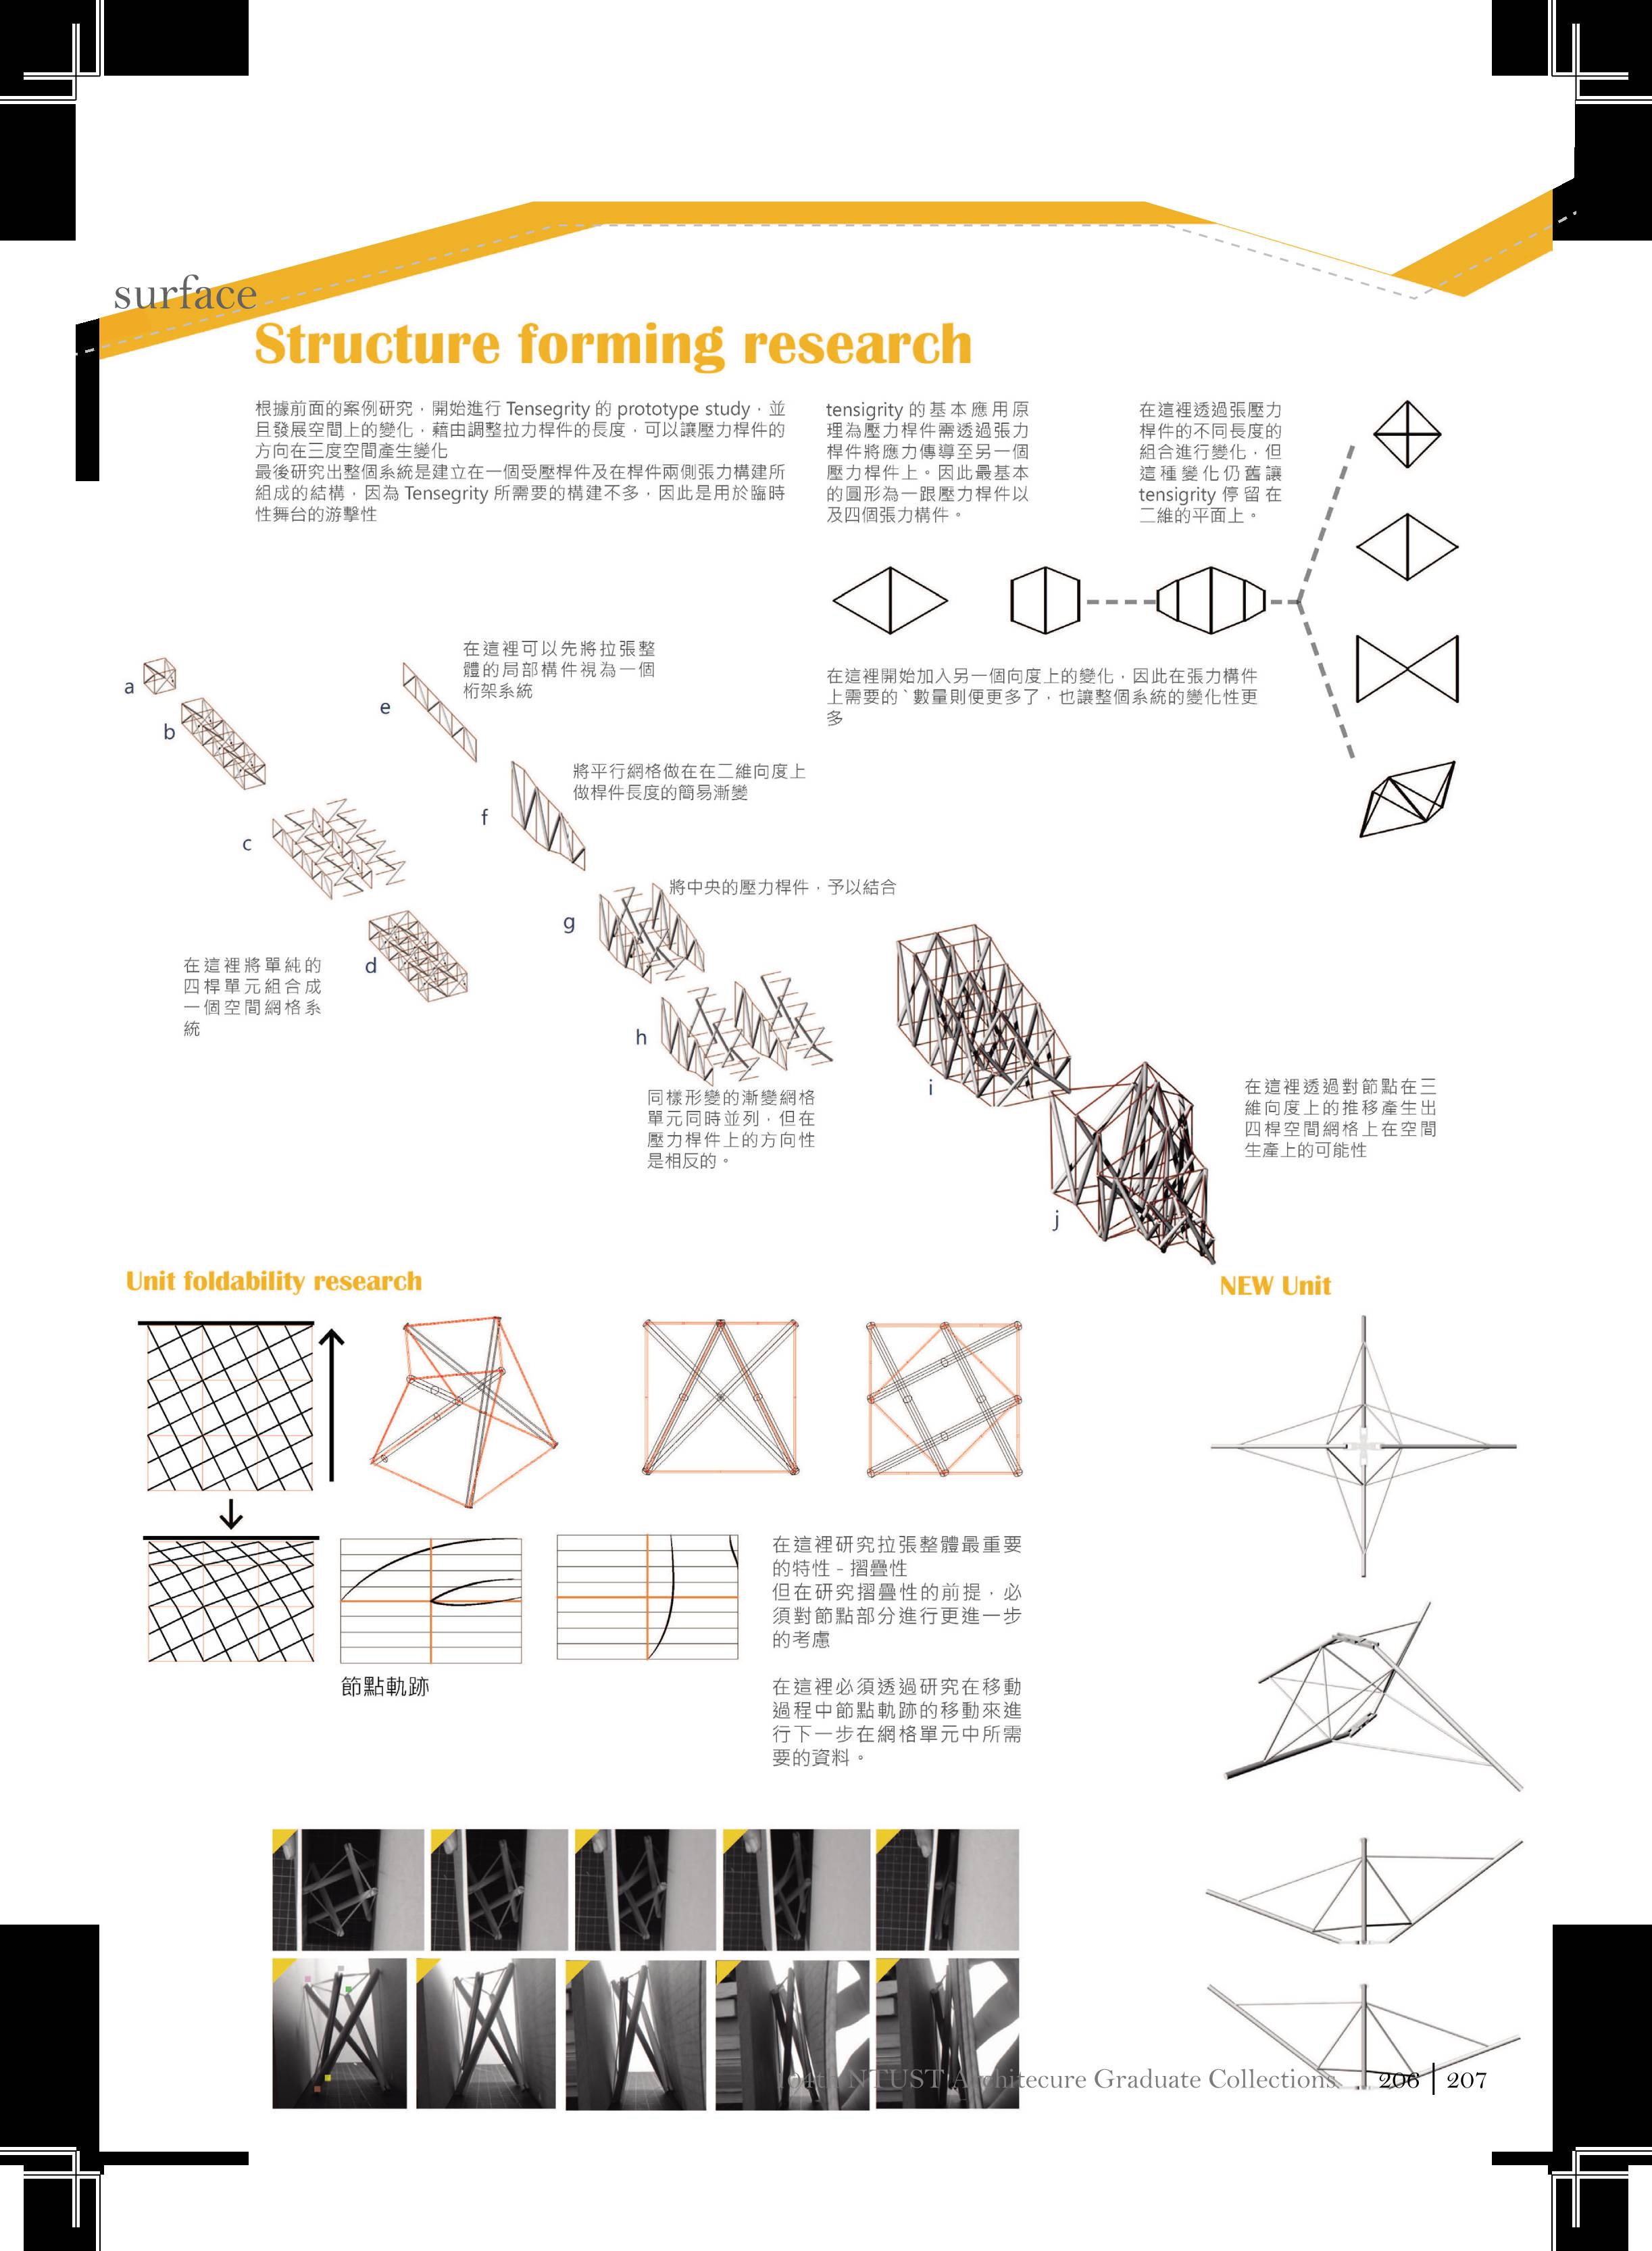 surface
Structure forming research
根據前面的案例研究，開始進行 Tensegrity 的 prototype study，並
且發展空間上的變化，藉由調整拉力桿件的長度，可以讓壓力桿件的
方向在三度空間產生變化
最後研究出整個系統是建立在一個受壓桿件及在桿件兩側張力構建所
組成的結構，因為 Tensegrity 所需要的構建不多，因此是用於臨時
性舞台的游擊性
tensigrity 的基本應用原
理為壓力桿件需透過張力
桿件將應力傳導至另一個
壓力桿件上。因此最基本
的圓形為一跟壓力桿件以
及四個張力構件。
在這裡透過張壓力
桿件的不同長度的
組合進行變化，但
這種變化仍舊讓
tensigrity 停留在
二維的平面上。
在這裡開始加入另一個向度上的變化，因此在張力構件
上需要的、數量則便更多了，也讓整個系統的變化性更
多
a
b
c
d
在這裡將單純的
四桿單元組合成
一個空間網格系
統
e
在這裡可以先將拉張整
體的局部構件視為一個
桁架系統
f
將平行網格做在在二維向度上
做桿件長度的簡易漸變
g
將中央的壓力桿件，予以結合
h
同樣形變的漸變網格
單元同時並列，但在
壓力桿件上的方向性
是相反的。
i
j
在這裡透過對節點在三
維向度上的推移產生出
四桿空間網格上在空間
生產上的可能性
Unit foldability research
NEW Unit
節點軌跡
在這裡研究拉張整體最重要
的特性 - 摺疊性
但在研究摺疊性的前提，必
須對節點部分進行更進一步
的考慮
在這裡必須透過研究在移動
過程中節點軌跡的移動來進
行下一步在網格單元中所需
要的資料。
NTUST Architecure Graduate Collections 206 | 207